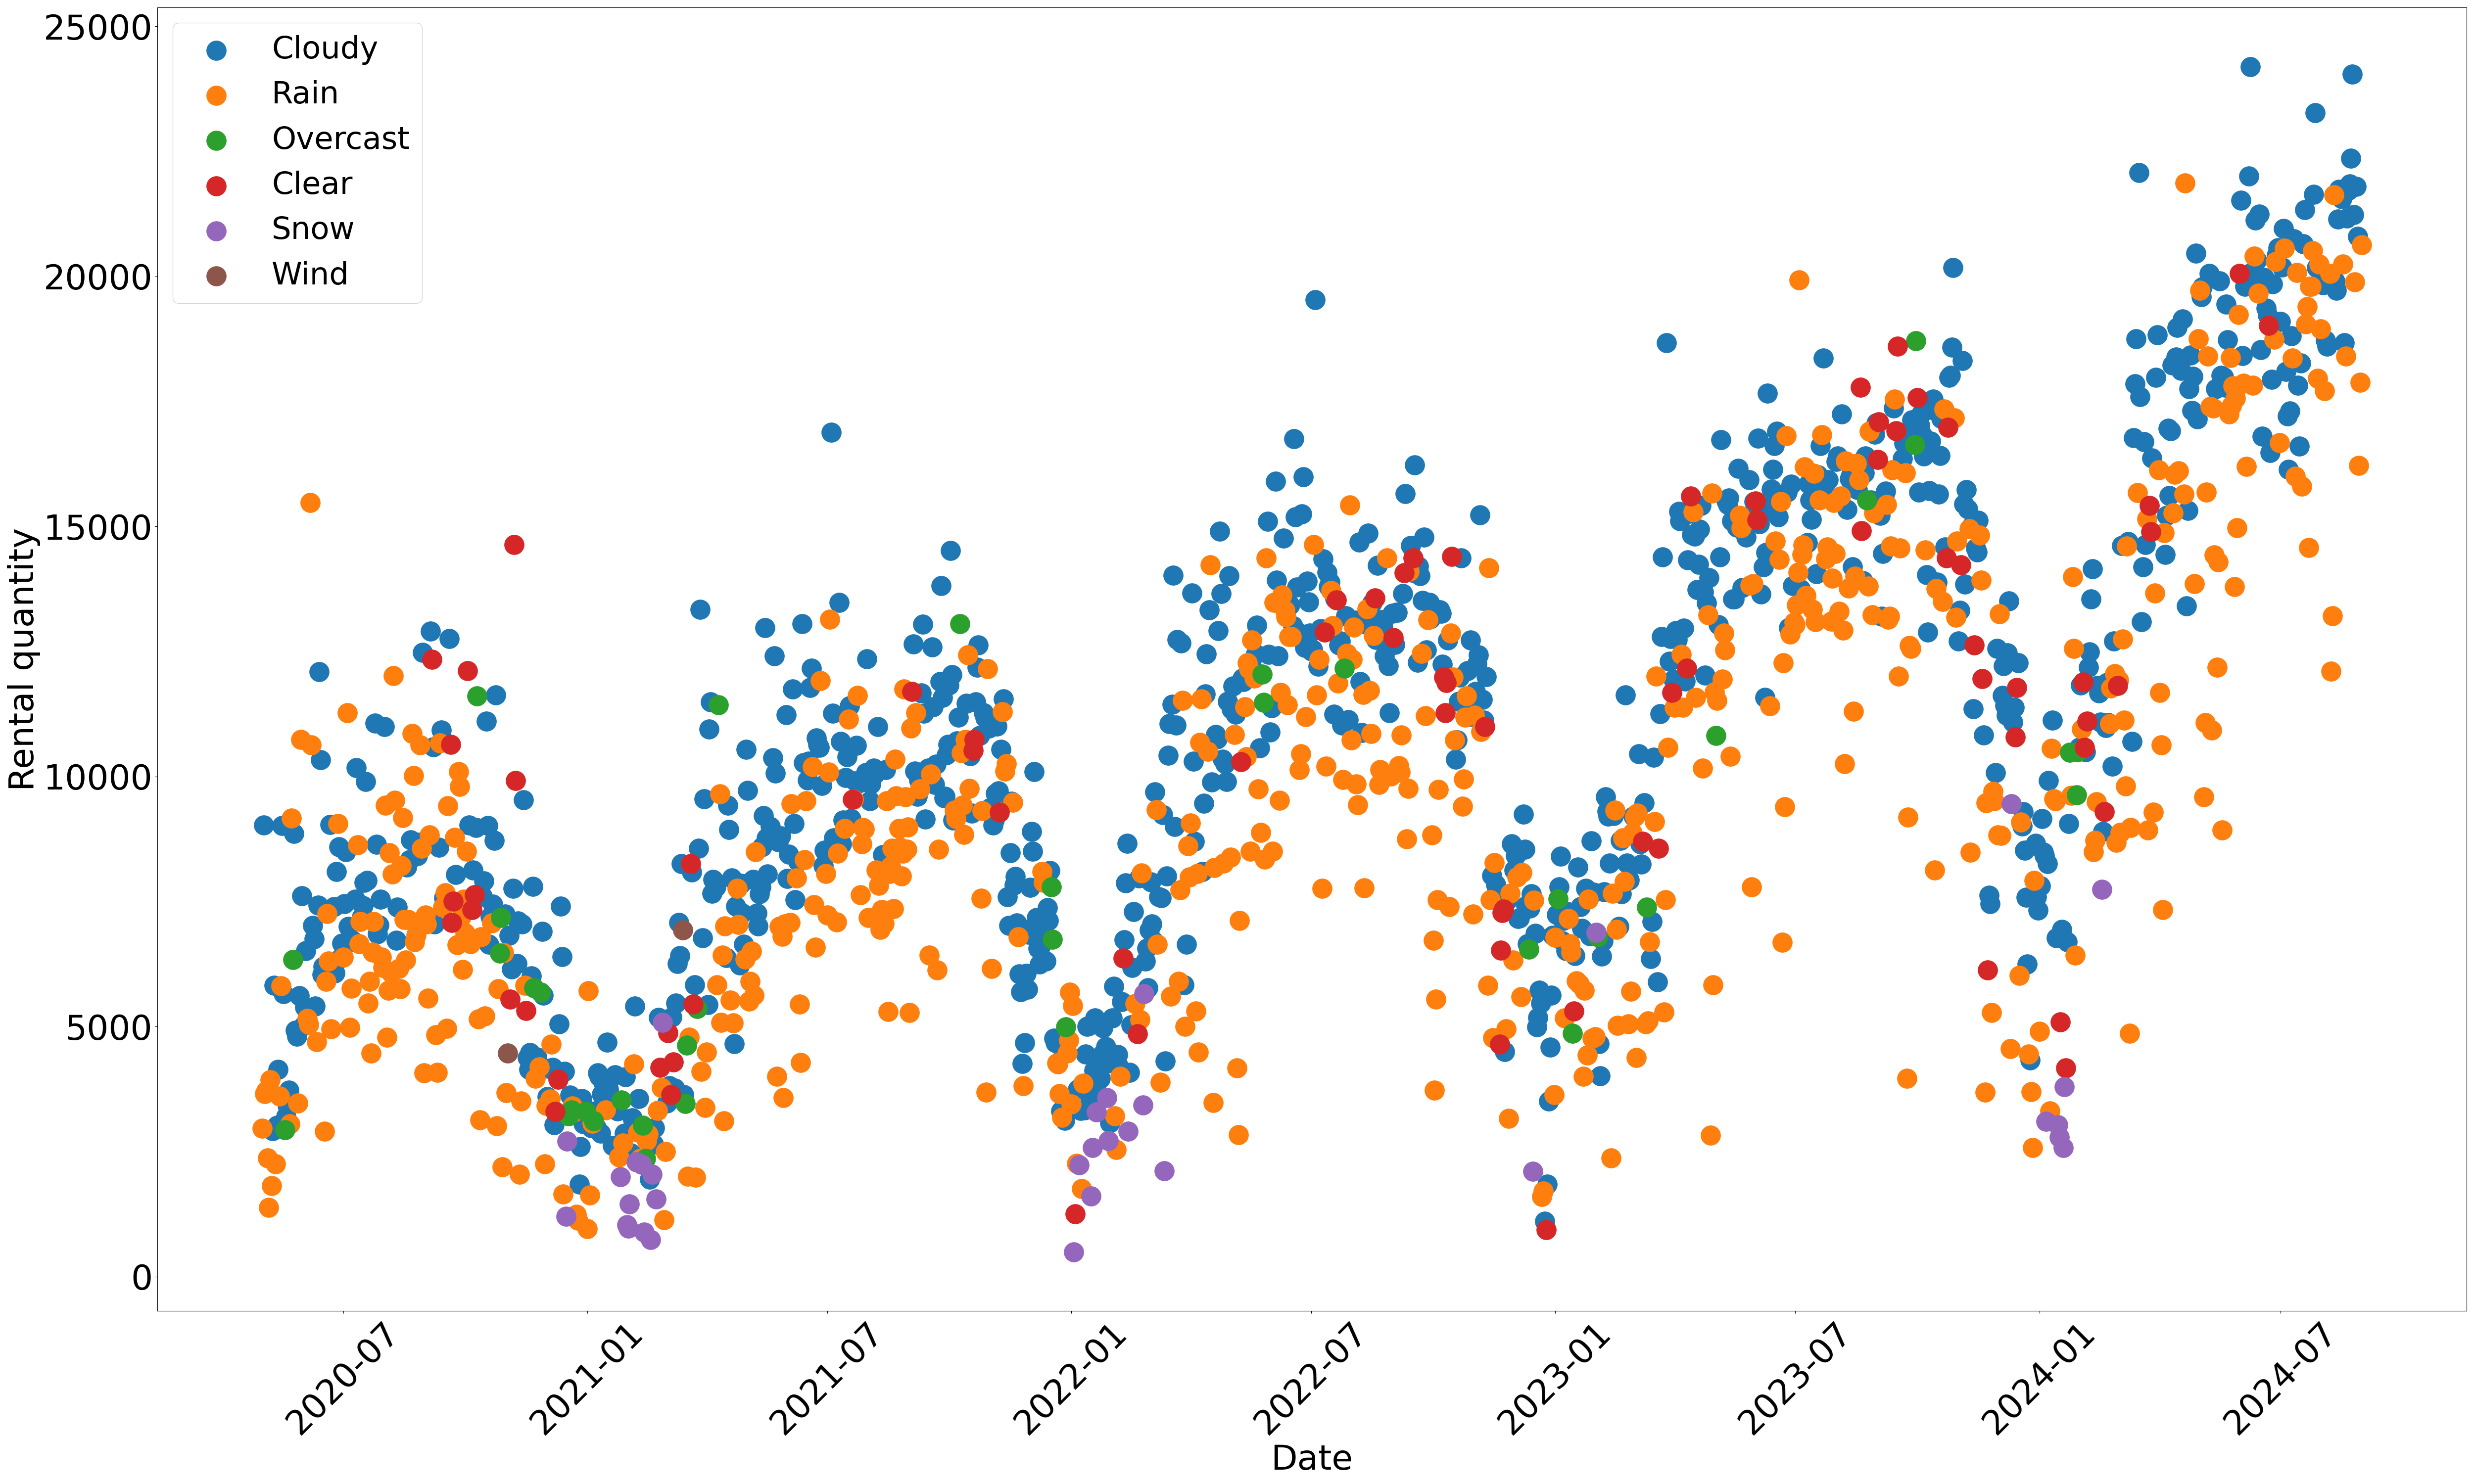 25000
20000
15000
10000
5000
0
Rental quantity
Cloudy
Rain
Overcast
Clear
Snow
Wind
2020-07
2021-01
2021-07
2022-01
2022-07
2023-01
2023-07
2024-01
2024-07
Date